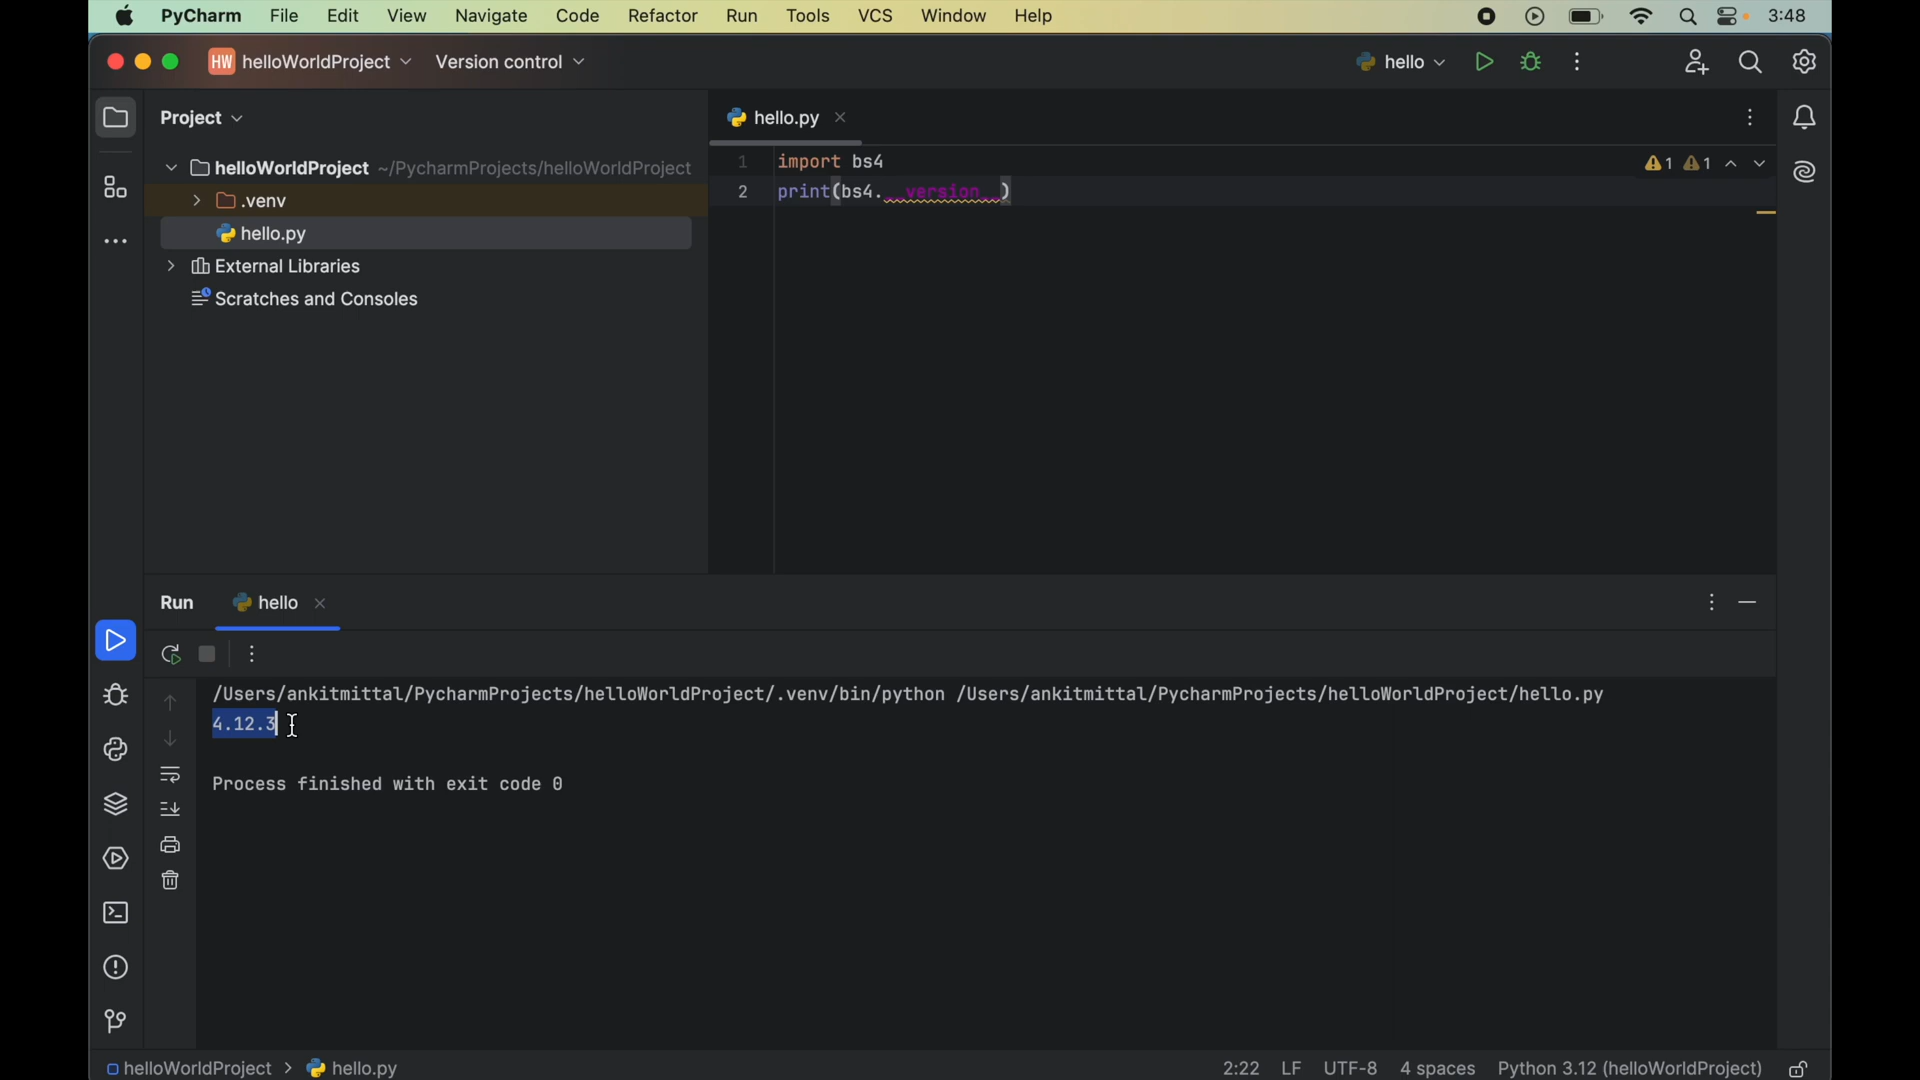 PyCharm File Edit View Navigate Code Refactor Run Tools VCS Window Help 3:48
HW helloWorldProject Version control hello
Project
hello.py
helloWorldProject ~/PycharmProjects/helloWorldProject
.venv
hello.py
External Libraries
Scratches and Consoles
1 import bs4
2 print(bs4.__version__)
1 1
Run hello
/Users/ankitmittal/PycharmProjects/helloWorldProject/.venv/bin/python /Users/ankitmittal/PycharmProjects/helloWorldProject/hello.py
4.12.3
Process finished with exit code 0
helloWorldProject > hello.py 2:22 LF UTF-8 4 spaces Python 3.12 (helloWorldProject)